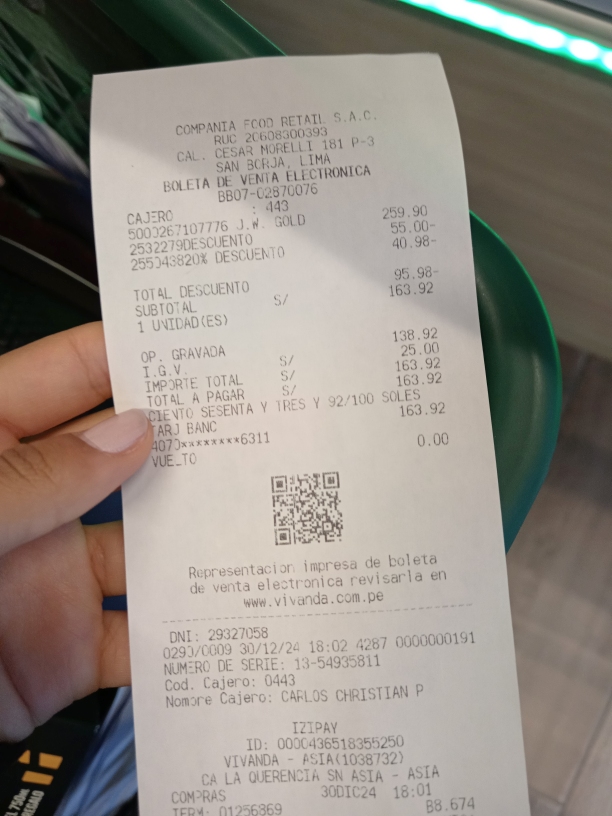 COMPANIA FOOD RETAIL S.A.C.
RUC 20608300393
CAL. CESAR MORELLI 181 P-3
SAN BORJA, LIMA
BOLETA DE VENTA ELECTRONICA
BB07-02870076
CAJERO : 443
5000267107776 J.W. GOLD 259.90
2532279DESCUENTO 55.00-
255043820% DESCUENTO 40.98-
TOTAL DESCUENTO 95.98-
SUBTOTAL S/ 163.92
1 UNIDAD(ES)
OP. GRAVADA 138.92
I.G.V. S/ 25.00
IMPORTE TOTAL S/ 163.92
TOTAL A PAGAR S/ 163.92
CIENTO SESENTA Y TRES Y 92/100 SOLES
TARJ BANC 163.92
4070********6311
VUELTO 0.00
Representacion impresa de boleta
de venta electronica revisarla en
www.vivanda.com.pe
DNI: 29327058
0290/0009 30/12/24 18:02 4287 0000000191
NUMERO DE SERIE: 13-54935811
Cod. Cajero: 0443
Nombre Cajero: CARLOS CHRISTIAN P
IZIPAY
ID: 0000436518355250
VIVANDA - ASIA(1038732)
CA LA QUERENCIA SN ASIA - ASIA
COMPRAS 30DIC24 18:01
TERM: 01256869 B8.674
750ml
REGALO